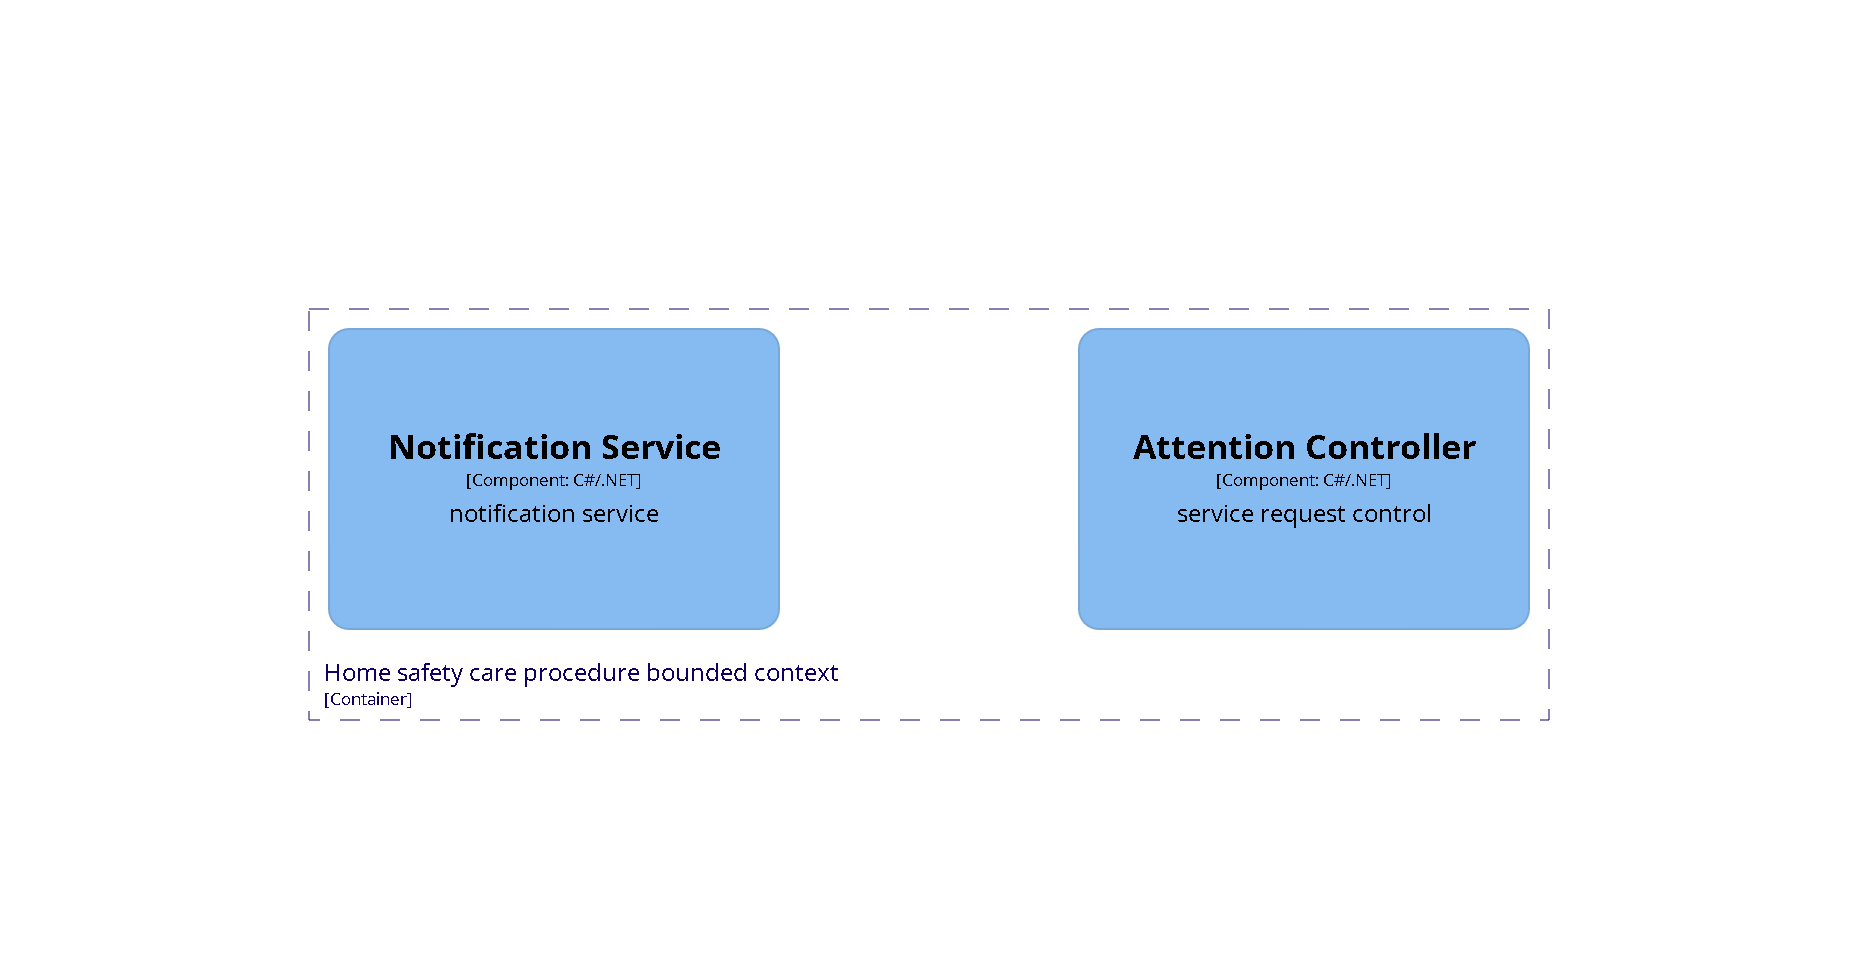 Notification Service
[Component: C#/.NET]
notification service
Attention Controller
[Component: C#/.NET]
service request control
Home safety care procedure bounded context
[Container]